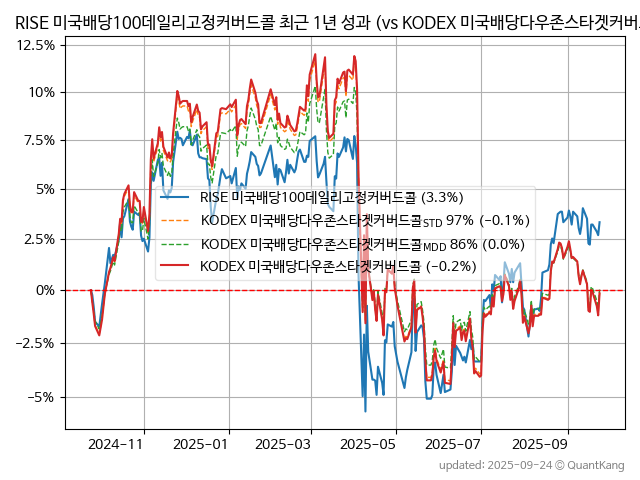 RISE 미국배당100데일리고정커버드콜 최근 1년 성과 (vs KODEX 미국배당다우존스타겟커버드
12.5%
10%
7.5%
5%
2.5%
0%
−2.5%
−5%
RISE 미국배당100데일리고정커버드콜 (3.3%)
KODEX 미국배당다우존스타겟커버드콜STD 97% (−0.1%)
KODEX 미국배당다우존스타겟커버드콜MDD 86% (0.0%)
KODEX 미국배당다우존스타겟커버드콜 (−0.2%)
2024−11 2025−01 2025−03 2025−05 2025−07 2025−09
updated: 2025−09−24 © QuantKang